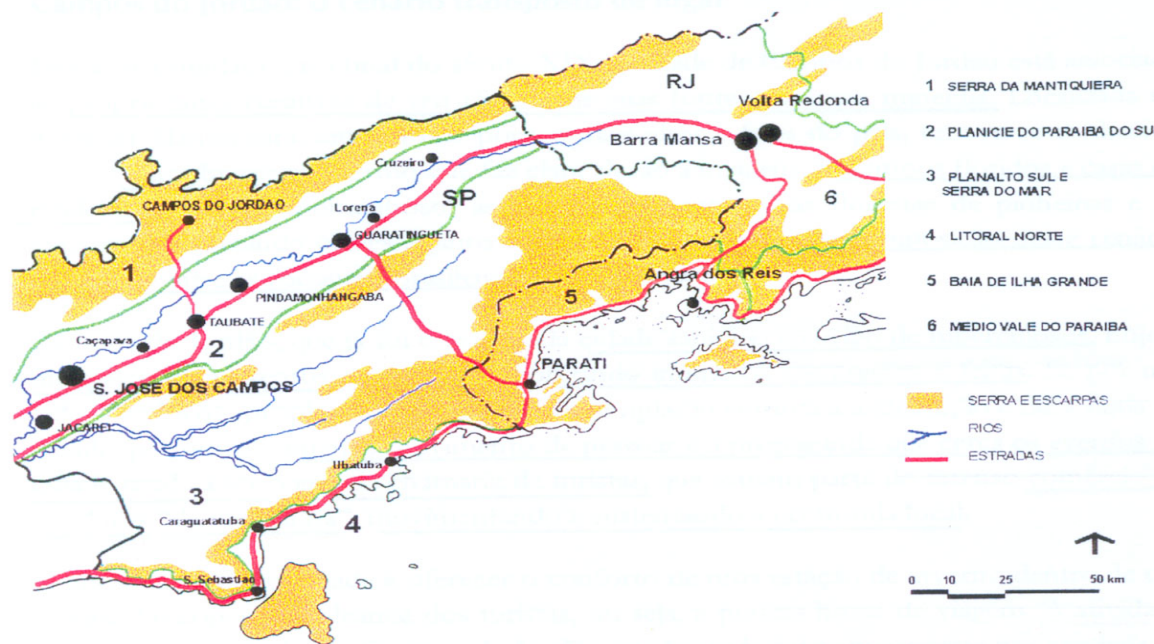 RJ
Volta Redonda
Barra Mansa
Cruzeiro
CAMPOS DO JORDAO
Lorena
SP
GUARATINGUETA
6
1
Angra dos Reis
5
PINDAMONHANGABA
TAUBATE
Caçapava
2
PARATI
S. JOSE DOS CAMPOS
JACAREI
Ubatuba
3
Caraguatatuba
4
S. Sebastião
1 SERRA DA MANTIQUIERA
2 PLANICIE DO PARAIBA DO SU
3 PLANALTO SUL E
SERRA DO MAR
4 LITORAL NORTE
5 BAIA DE ILHA GRANDE
6 MEDIO VALE DO PARAIBA
SERRA E ESCARPAS
RIOS
ESTRADAS
0 10 25 50 km